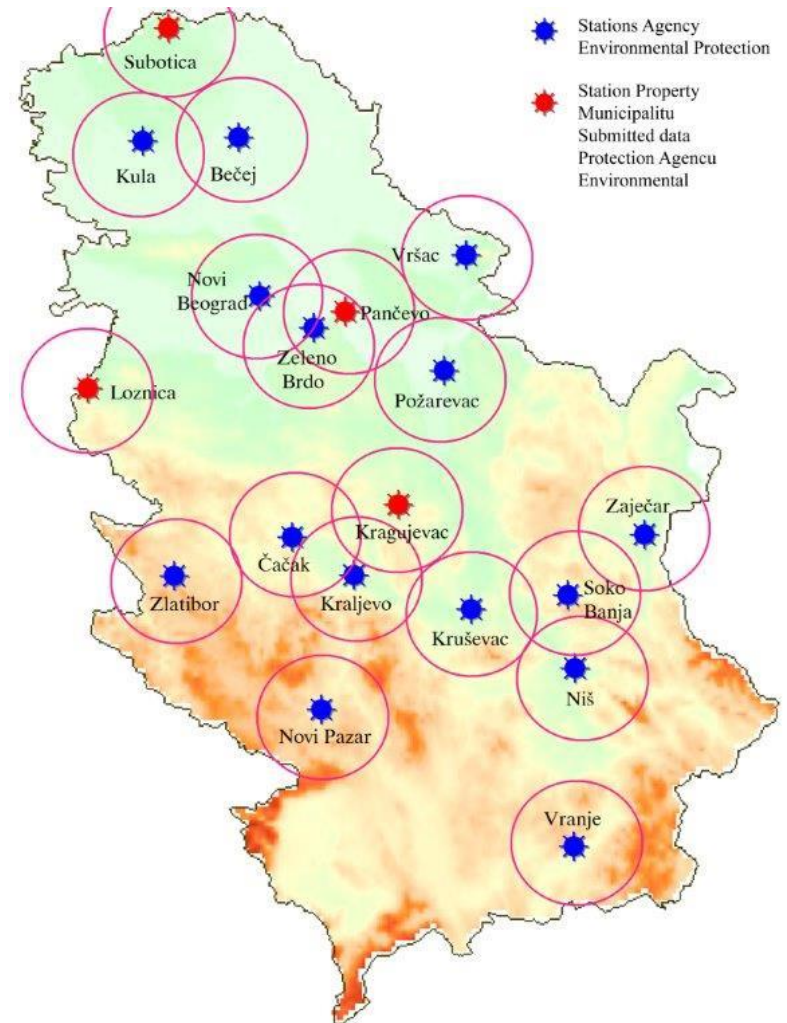 Stations Agency
Environmental Protection
Station Property
Municipalitu
Submitted data
Protection Agencu
Environmental
Subotica
Kula
Bečej
Vršac
Novi
Beograd
Pančevo
Zeleno
Brdo
Požarevac
Loznica
Kragujevac
Zaječar
Čačak
Zlatibor
Kraljevo
Soko
Banja
Kruševac
Niš
Novi Pazar
Vranje